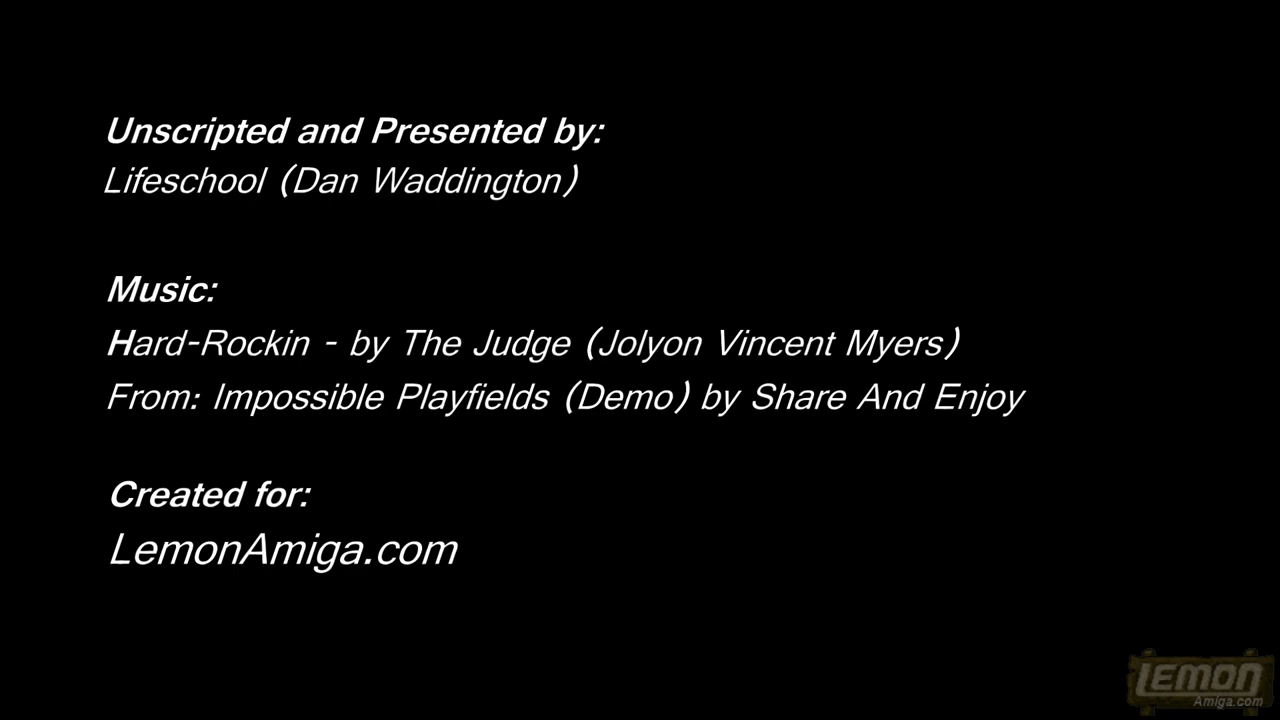 Unscripted and Presented by:
Lifeschool (Dan Waddington)
Music:
Hard-Rockin - by The Judge (Jolyon Vincent Myers)
From: Impossible Playfields (Demo) by Share And Enjoy
Created for:
LemonAmiga.com
LEMON
Amiga.com